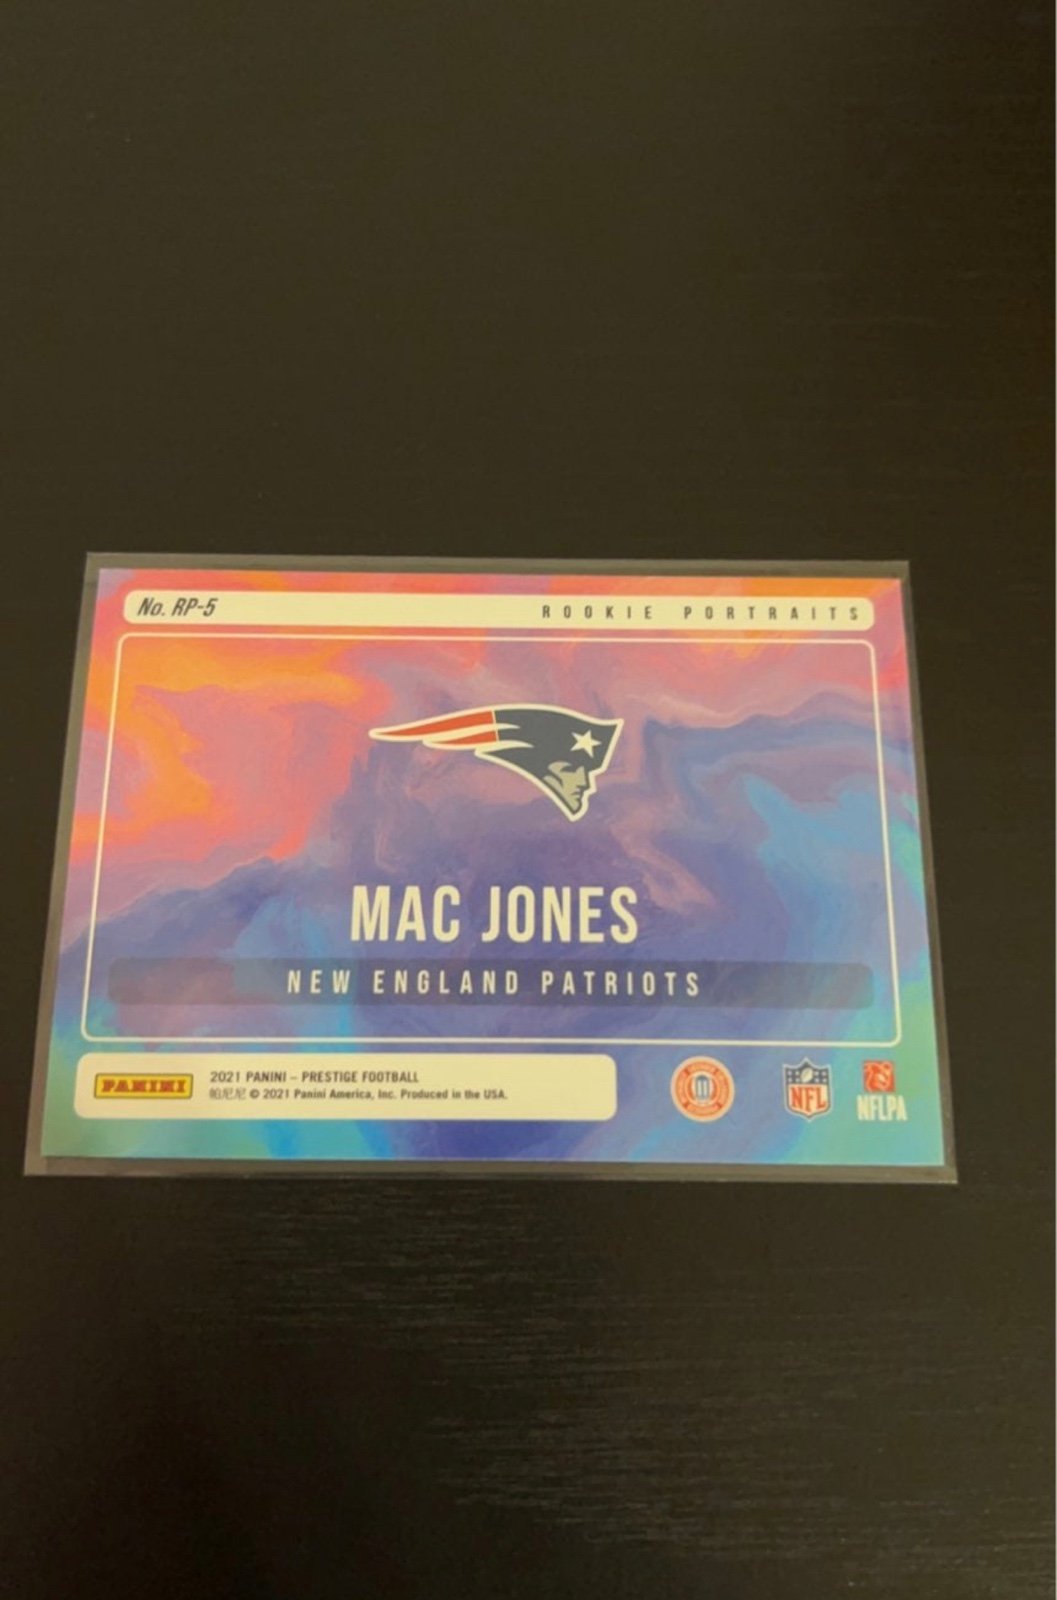 No. RP-5
ROOKIE PORTRAITS
MAC JONES
NEW ENGLAND PATRIOTS
PANINI
2021 PANINI – PRESTIGE FOOTBALL
帕尼尼 © 2021 Panini America, Inc. Produced in the USA.
NFL
NFLPA